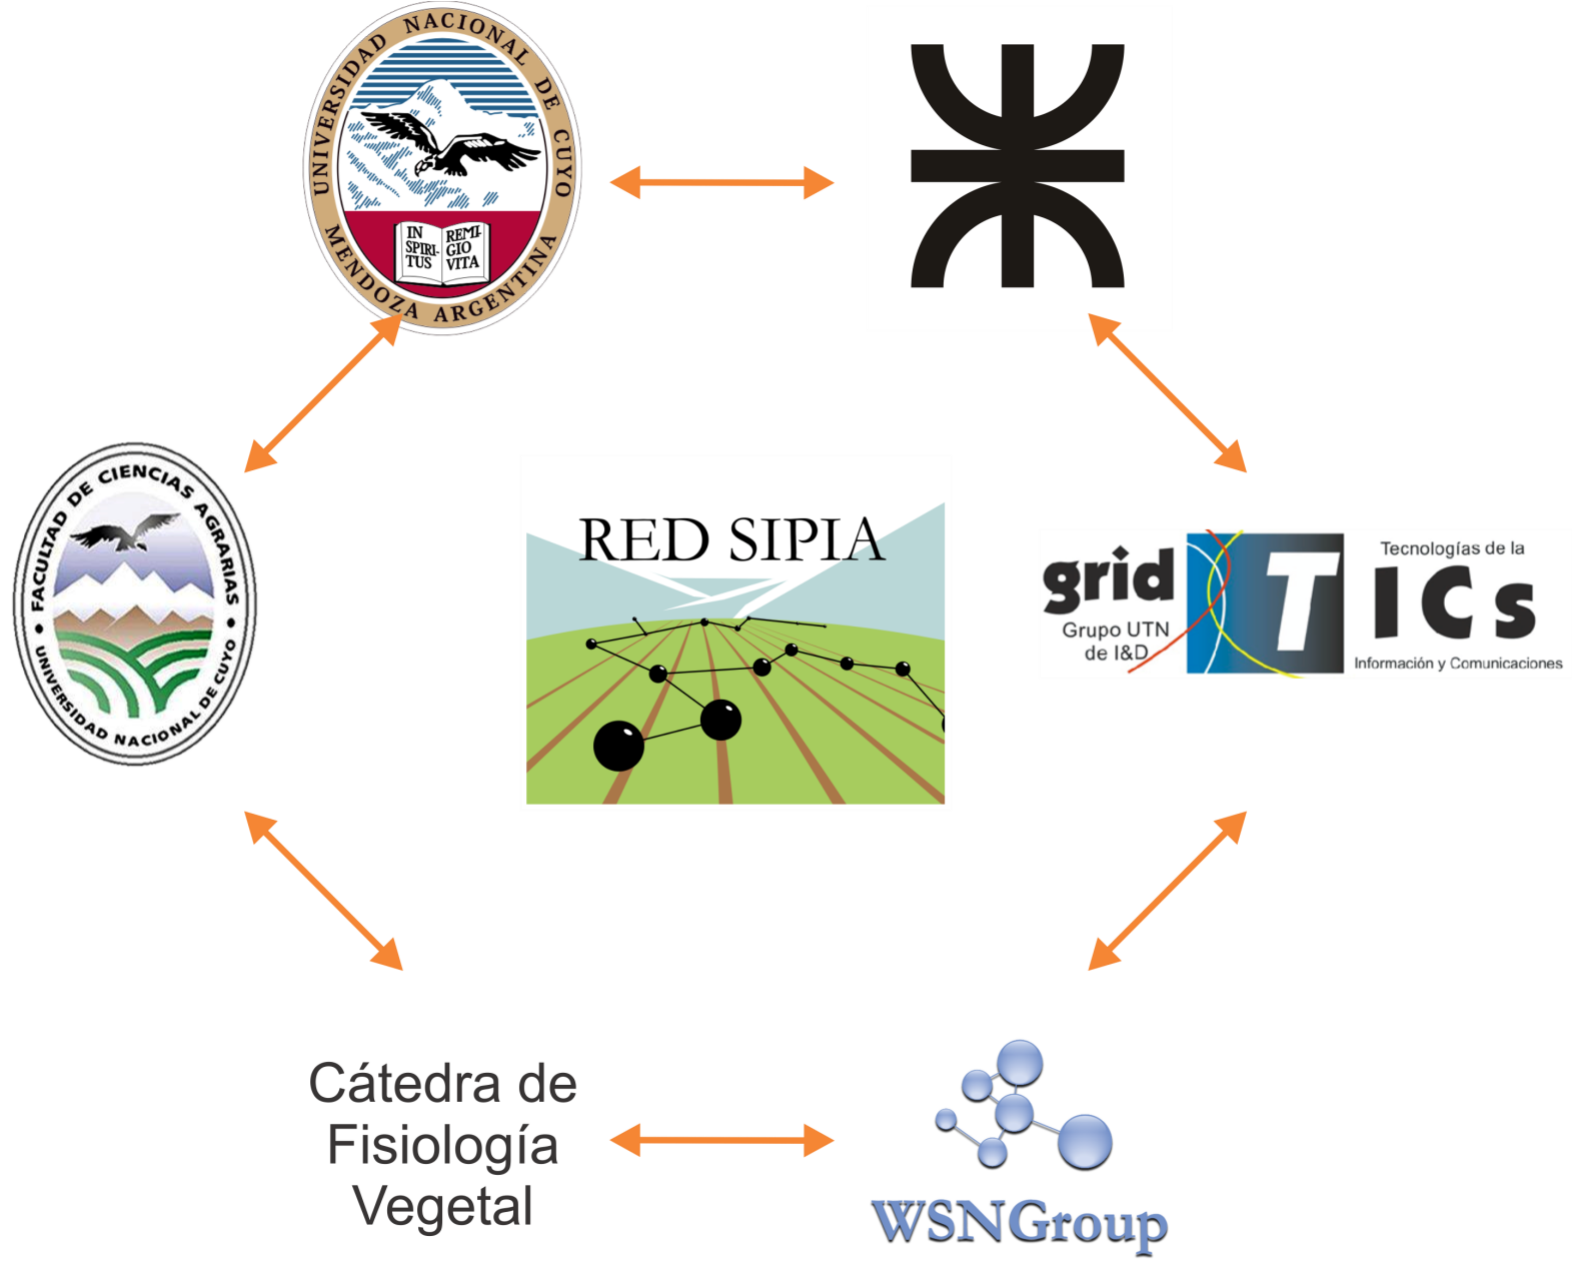 UNIVERSIDAD NACIONAL DE CUYO
MENDOZA ARGENTINA
IN
SPIRI-
TUS
REMI-
GIO
VITA
FACULTAD DE CIENCIAS AGRARIAS
UNIVERSIDAD NACIONAL DE CUYO
RED SIPIA
grid
Grupo UTN
de I&D
T
Tecnologías de la
ICs
Información y Comunicaciones
Cátedra de
Fisiología
Vegetal
WSNGroup